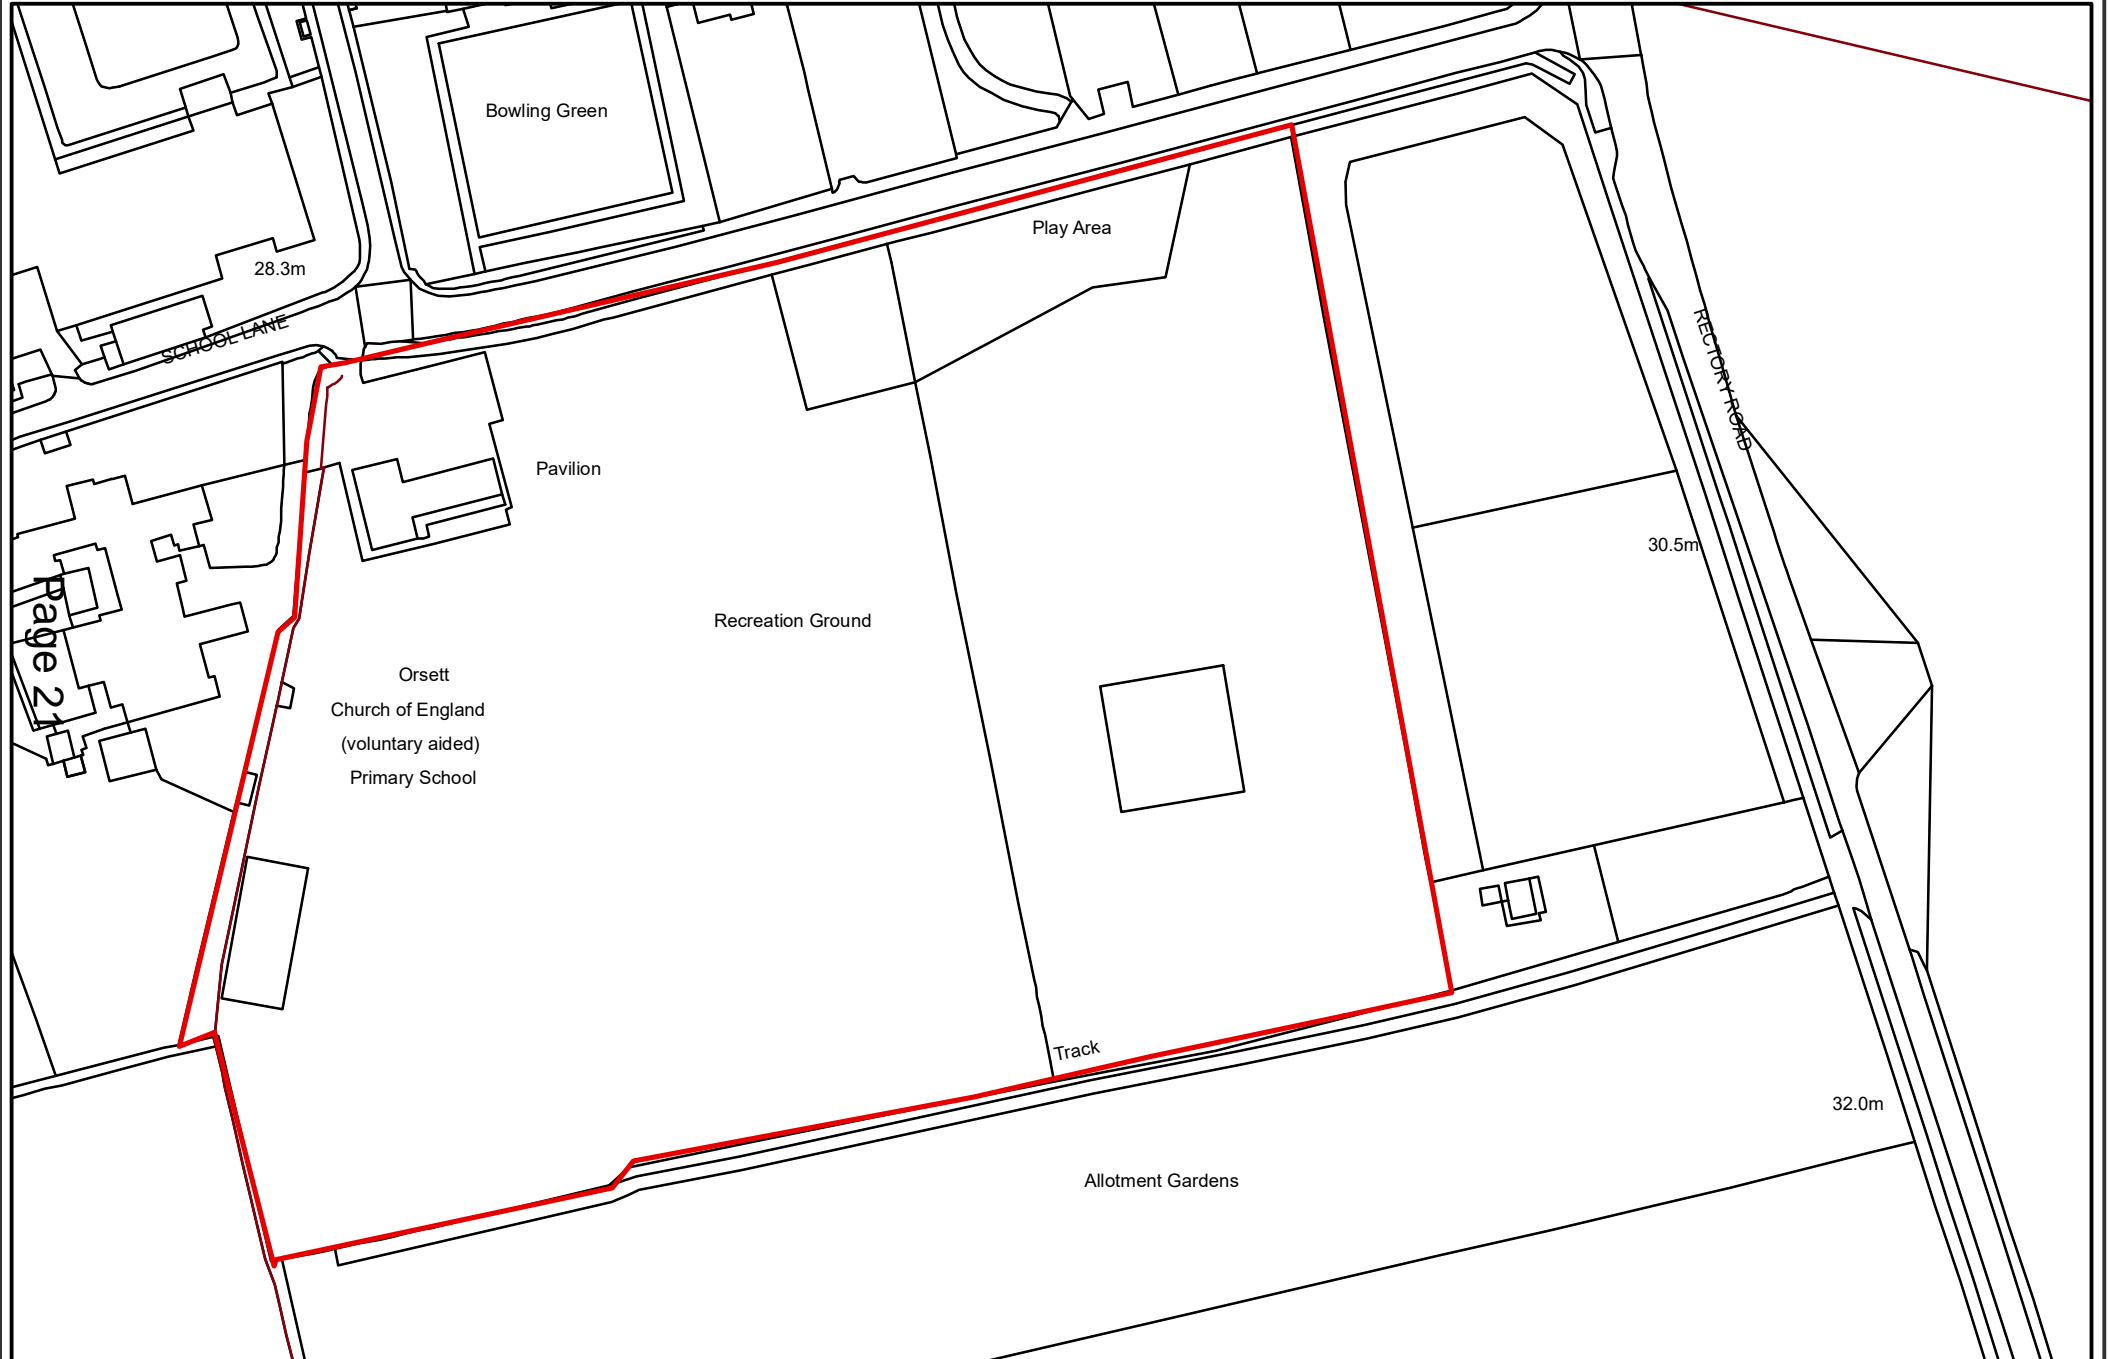 Bowling Green
Play Area
28.3m
SCHOOL LANE
RECTORY ROAD
Pavilion
30.5m
Page 21
Recreation Ground
Orsett
Church of England
(voluntary aided)
Primary School
Track
32.0m
Allotment Gardens